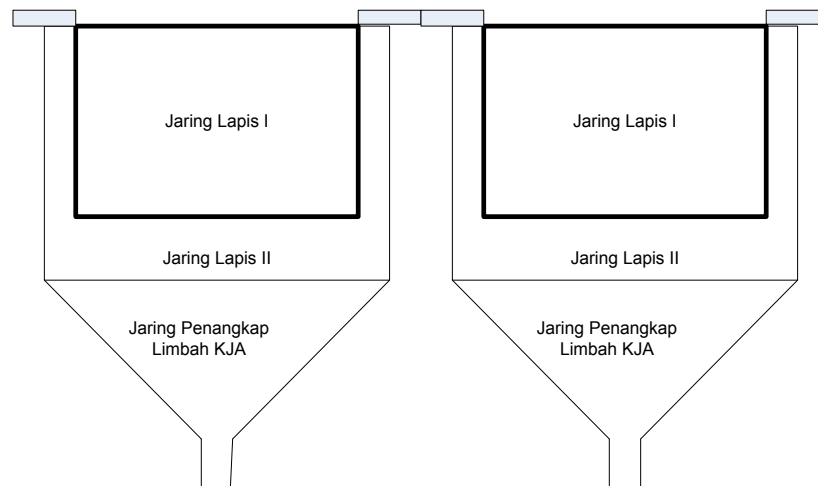 Jaring Lapis I
Jaring Lapis II
Jaring Penangkap
Limbah KJA
Jaring Lapis I
Jaring Lapis II
Jaring Penangkap
Limbah KJA